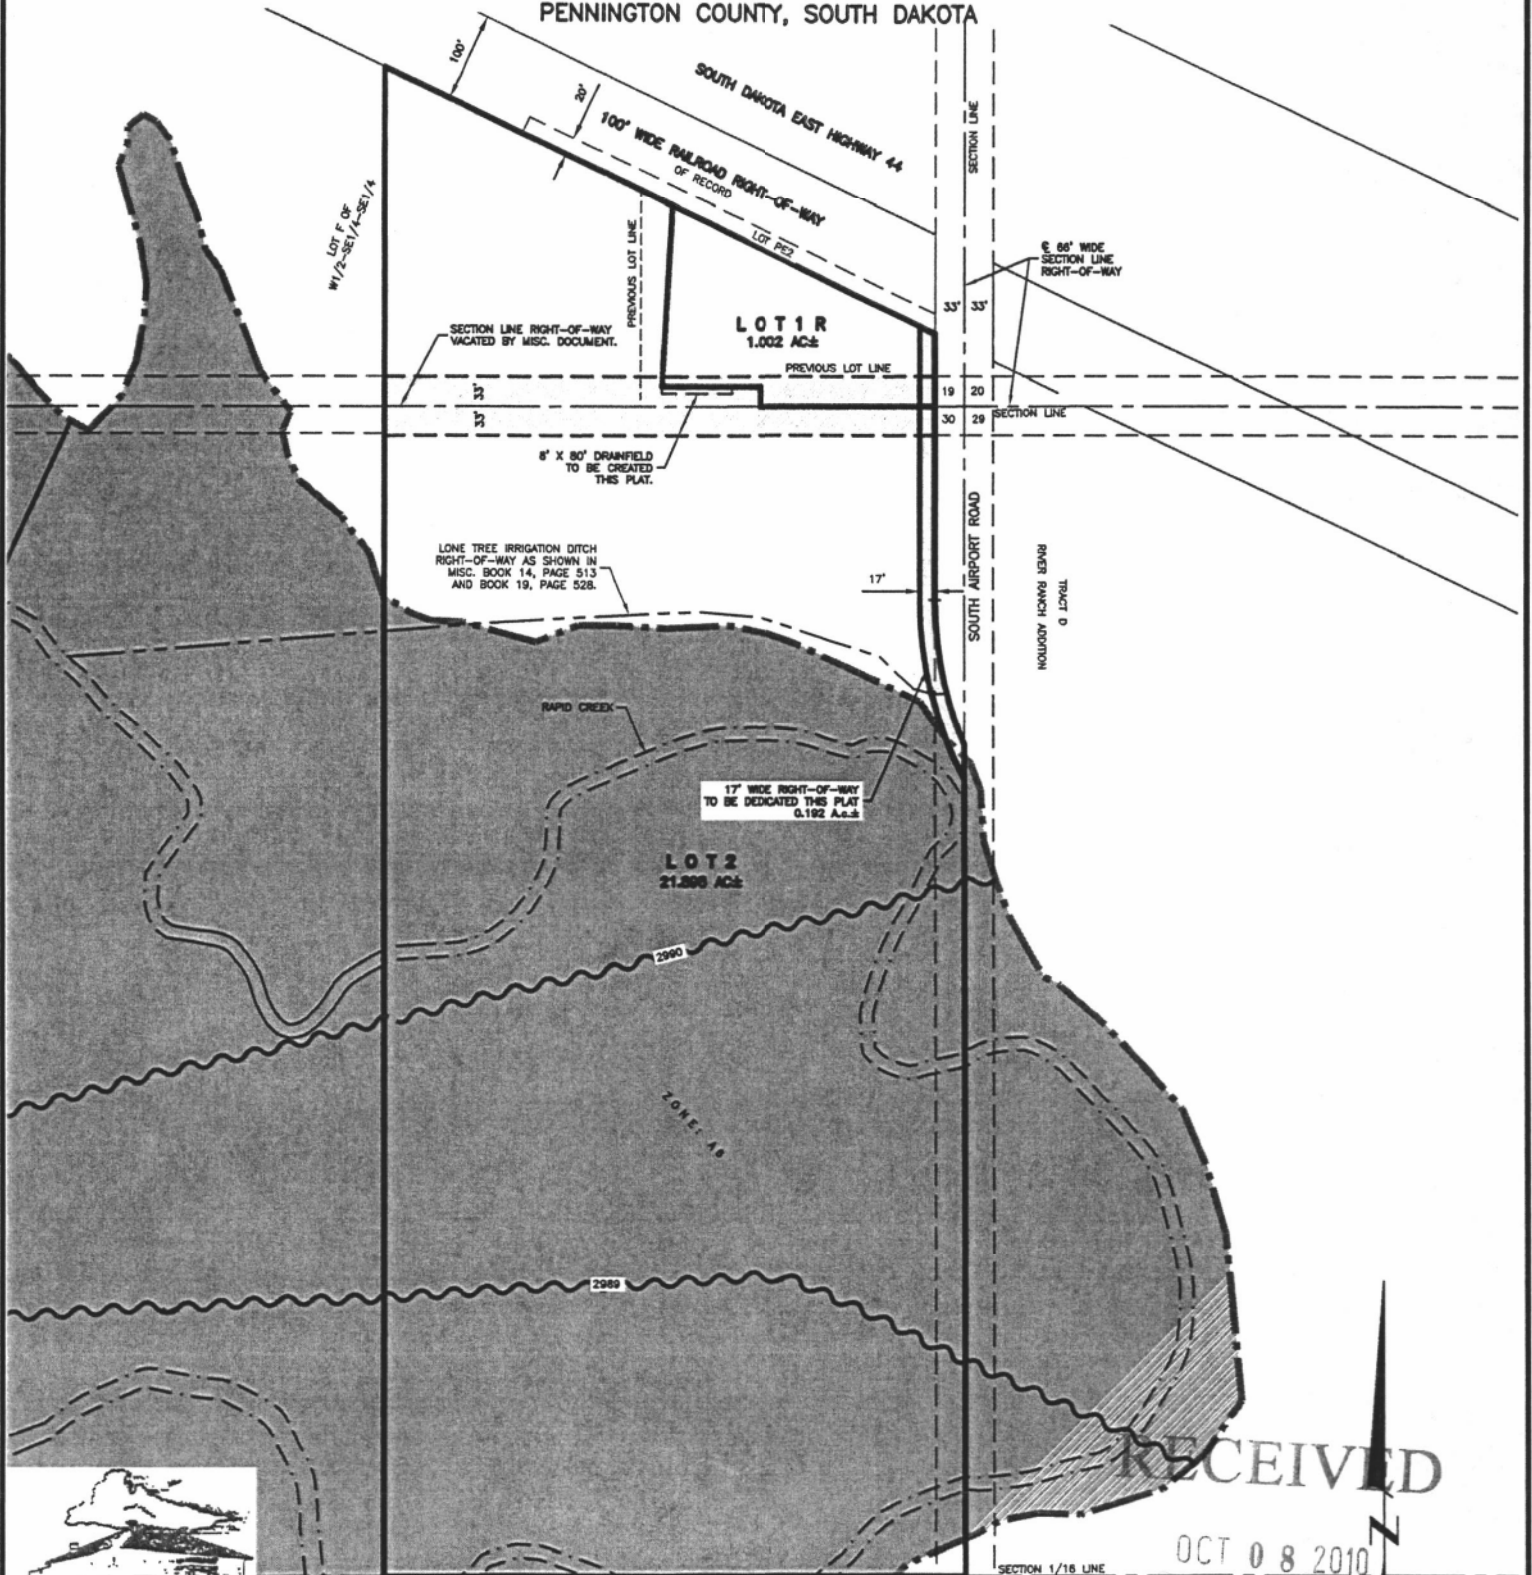 PENNINGTON COUNTY, SOUTH DAKOTA
100'
20'
SOUTH DAKOTA EAST HIGHWAY 44
100' WIDE RAILROAD RIGHT-OF-WAY
OF RECORD
LOT PE2
SECTION LINE
LOT F OF
W1/2-SE1/4-SE1/4
PREVIOUS LOT LINE
℄ 66' WIDE
SECTION LINE
RIGHT-OF-WAY
33' 33'
LOT 1R
1.002 AC±
SECTION LINE RIGHT-OF-WAY
VACATED BY MISC. DOCUMENT.
PREVIOUS LOT LINE
33'
33'
19 20
30 29
SECTION LINE
8' X 80' DRAINFIELD
TO BE CREATED
THIS PLAT.
LONE TREE IRRIGATION DITCH
RIGHT-OF-WAY AS SHOWN IN
MISC. BOOK 14, PAGE 513
AND BOOK 19, PAGE 528.
17'
SOUTH AIRPORT ROAD
TRACT D
RIVER RANCH ADDITION
RAPID CREEK
17' WIDE RIGHT-OF-WAY
TO BE DEDICATED THIS PLAT
0.192 A.c.±
LOT 2
AC±
2990
ZONE: A6
2989
RECEIVED
OCT 08 2010
N
SECTION 1/16 LINE